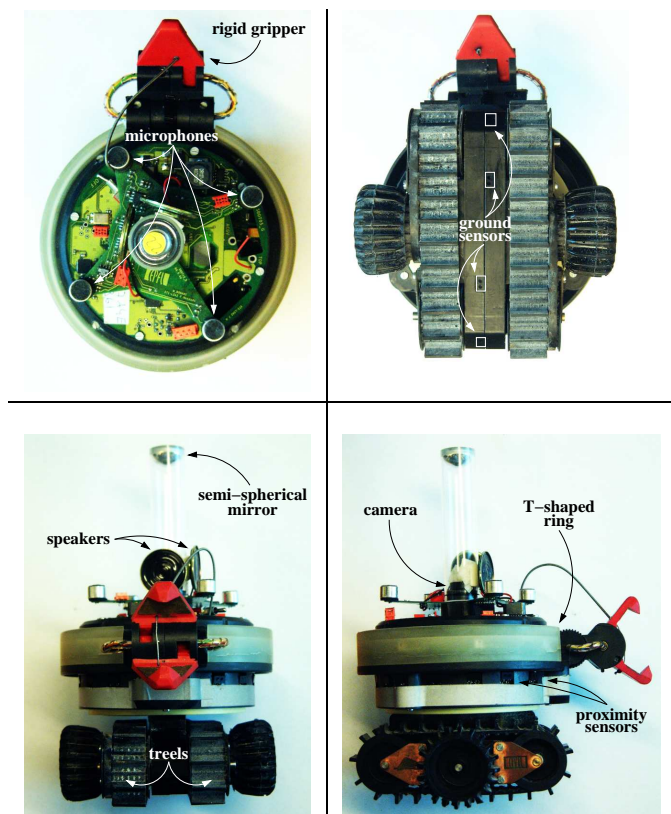 rigid gripper
microphones
ground
sensors
semi−spherical
mirror
speakers
treels
camera
T−shaped
ring
proximity
sensors